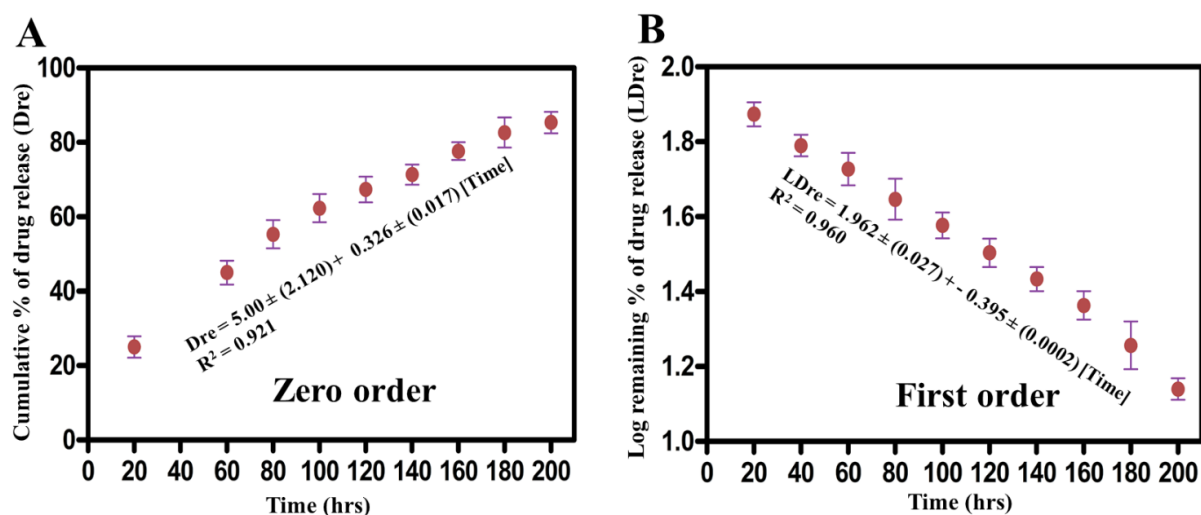 A
Cumulative % of drug release (Dre)
100
80
60
40
20
0
Dre = 5.00 ± (2.120) + 0.326 ± (0.017) [Time]
R² = 0.921
Zero order
0 20 40 60 80 100 120 140 160 180 200
Time (hrs)
B
Log remaining % of drug release (LDre)
2.0
1.8
1.6
1.4
1.2
1.0
LDre = 1.962 ± (0.027) + - 0.395 ± (0.0002) [Time]
R² = 0.960
First order
0 20 40 60 80 100 120 140 160 180 200
Time (hrs)